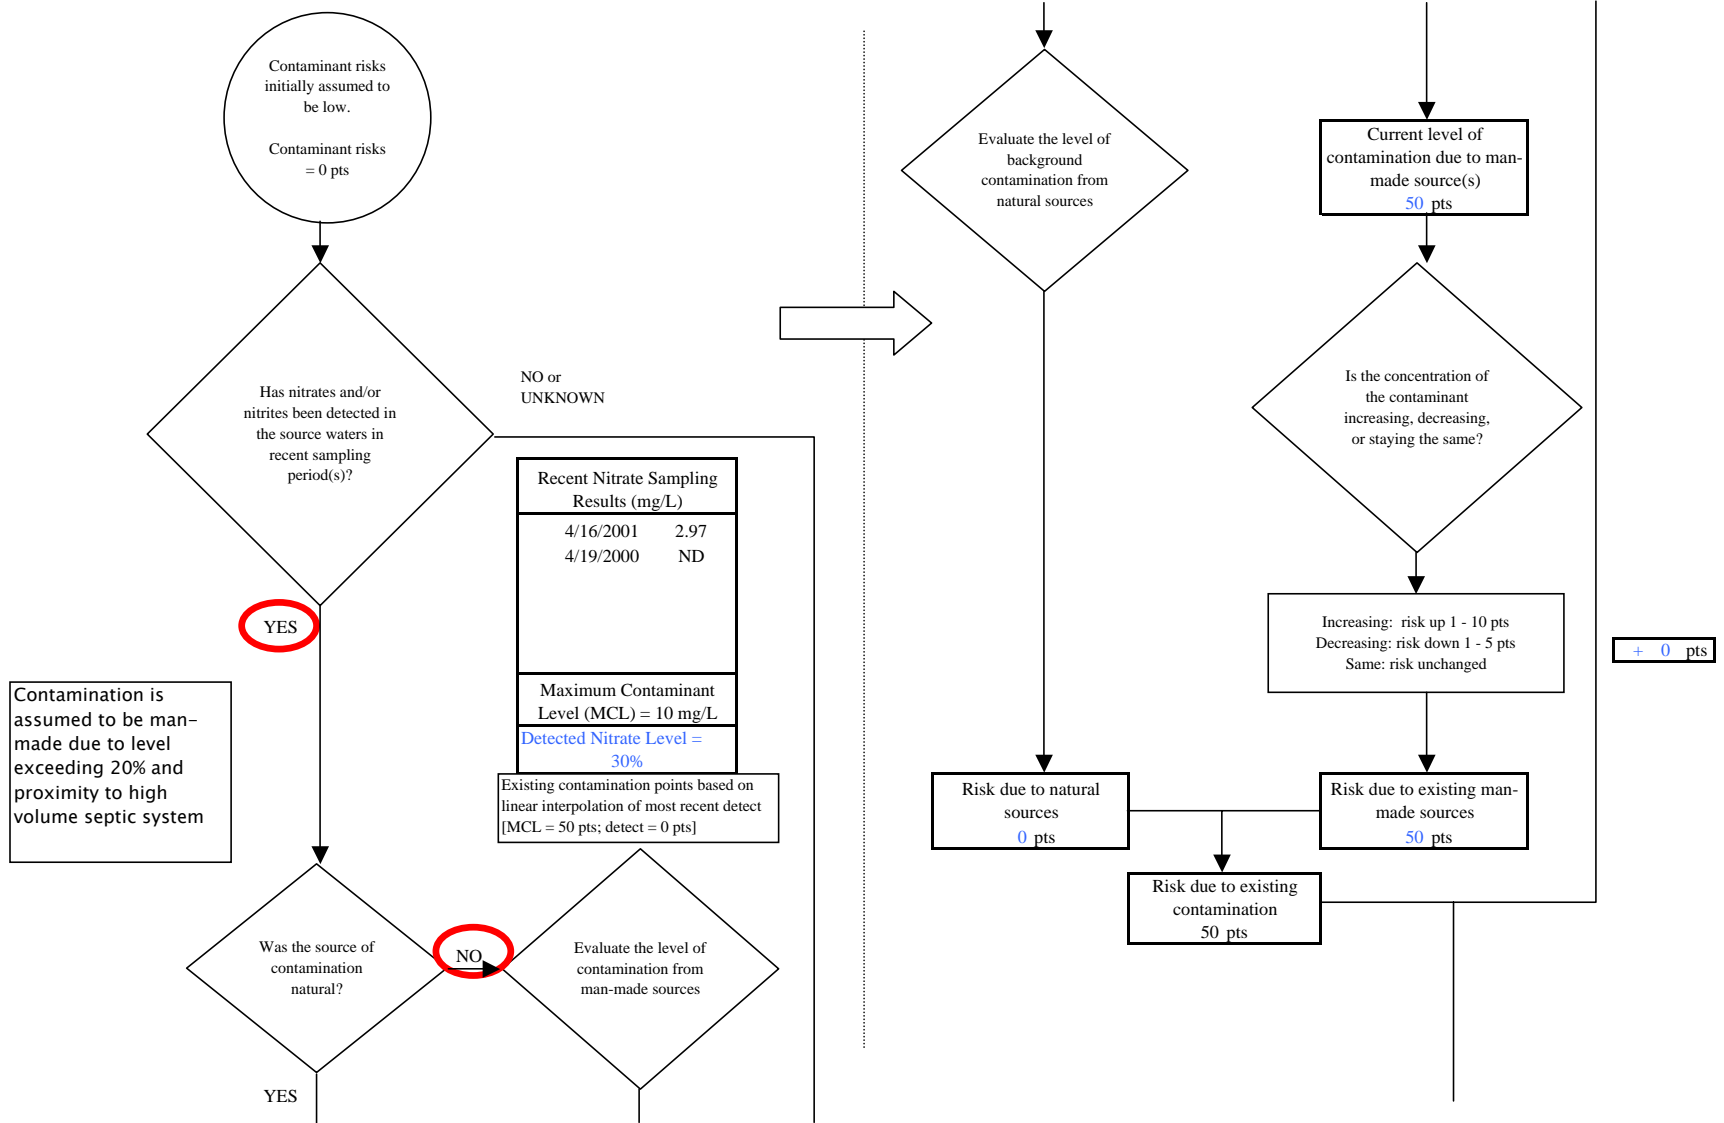 Contaminant risks
initially assumed to
be low.
Contaminant risks
= 0 pts
Has nitrates and/or
nitrites been detected in
the source waters in
recent sampling
period(s)?
NO or
UNKNOWN
YES
Recent Nitrate Sampling
Results (mg/L)
4/16/2001 2.97
4/19/2000 ND
Maximum Contaminant
Level (MCL) = 10 mg/L
Detected Nitrate Level =
30%
Existing contamination points based on
linear interpolation of most recent detect
[MCL = 50 pts; detect = 0 pts]
Contamination is
assumed to be man-
made due to level
exceeding 20% and
proximity to high
volume septic system
Was the source of
contamination
natural?
NO
Evaluate the level of
contamination from
man-made sources
YES
Evaluate the level of
background
contamination from
natural sources
Current level of
contamination due to man-
made source(s)
50 pts
Is the concentration of
the contaminant
increasing, decreasing,
or staying the same?
Increasing: risk up 1 - 10 pts
Decreasing: risk down 1 - 5 pts
Same: risk unchanged
+ 0 pts
Risk due to natural
sources
0 pts
Risk due to existing man-
made sources
50 pts
Risk due to existing
contamination
50 pts